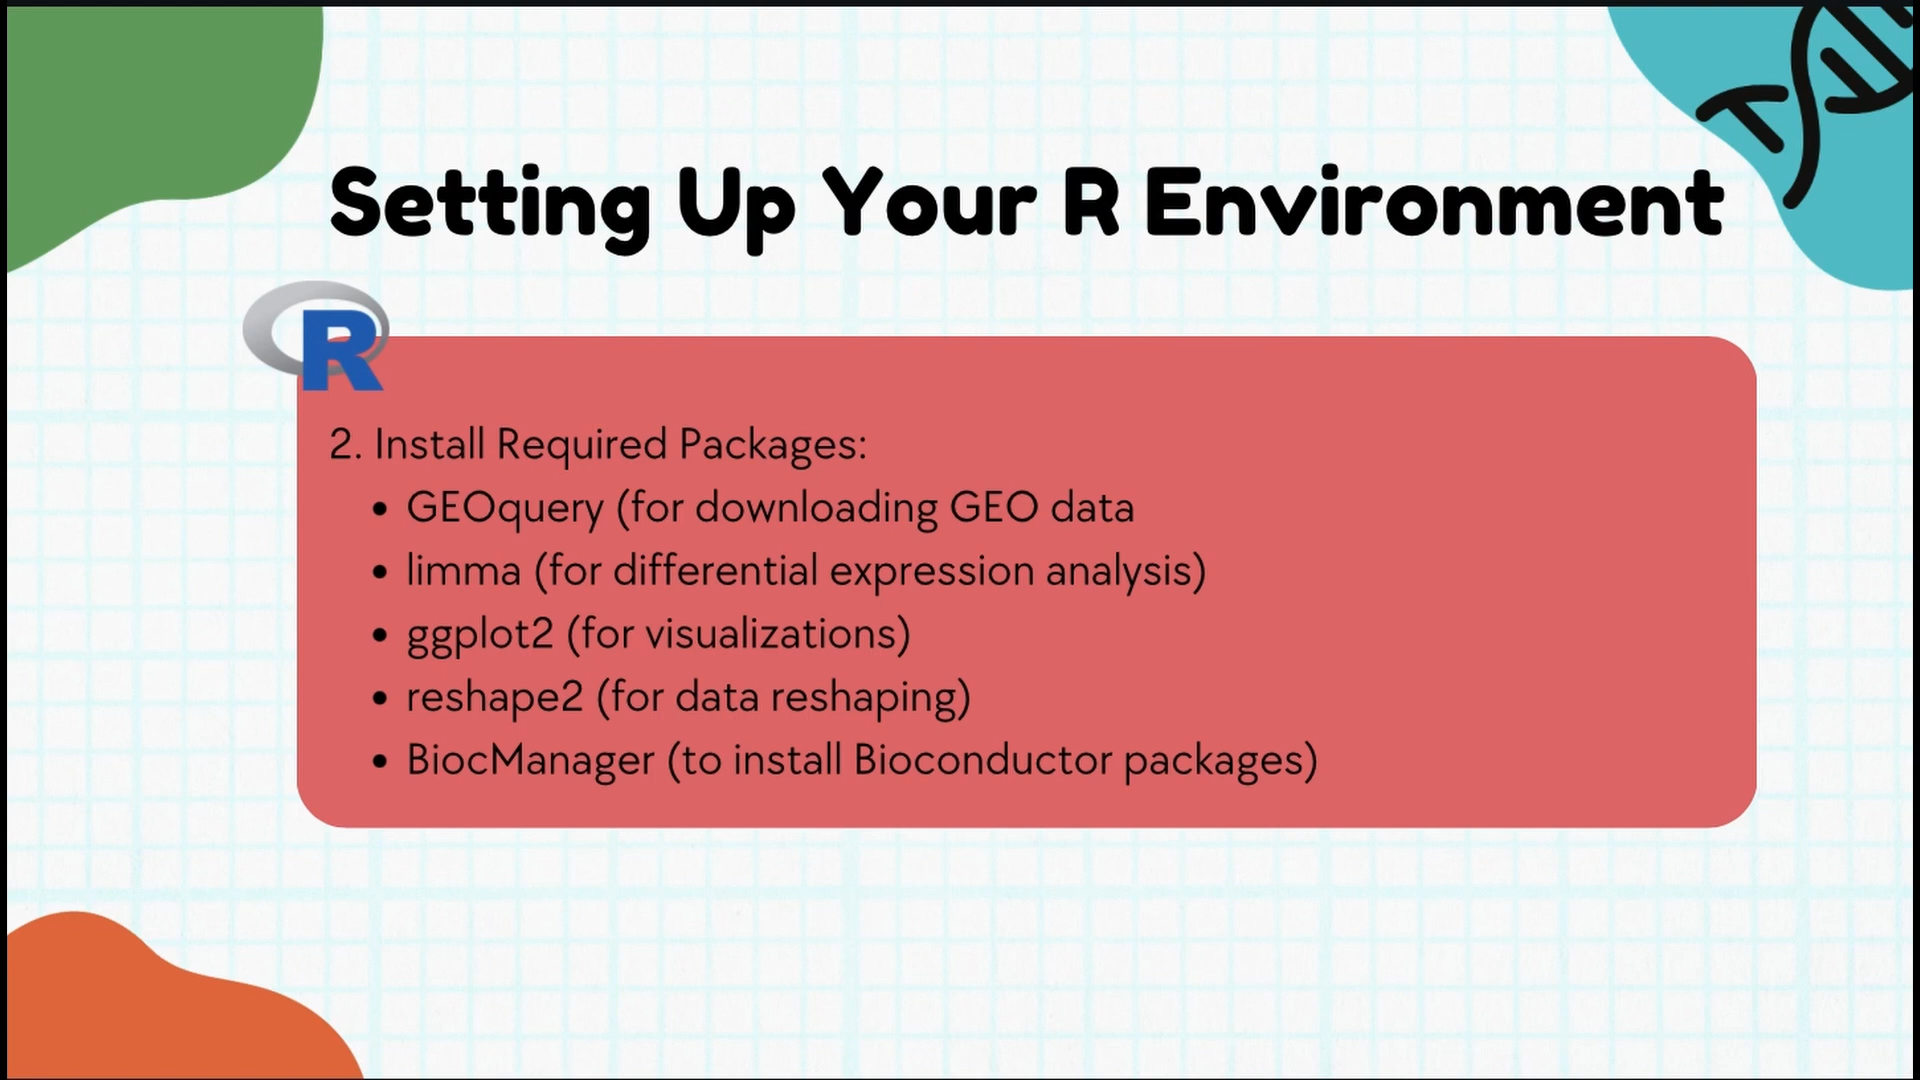 Setting Up Your R Environment
R
2. Install Required Packages:
• GEOquery (for downloading GEO data
• limma (for differential expression analysis)
• ggplot2 (for visualizations)
• reshape2 (for data reshaping)
• BiocManager (to install Bioconductor packages)